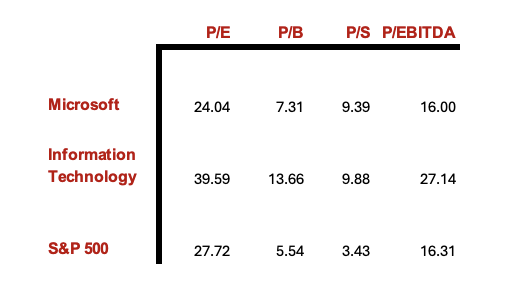 P/E P/B P/S P/EBITDA
Microsoft 24.04 7.31 9.39 16.00
Information
Technology 39.59 13.66 9.88 27.14
S&P 500 27.72 5.54 3.43 16.31